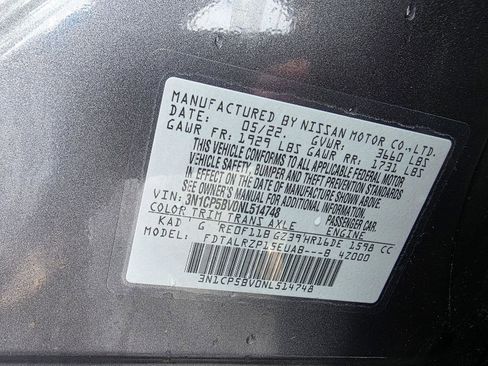 MANUFACTURED BY NISSAN MOTOR CO.,LTD.
DATE: 05/22. GVWR: 3660 LBS
GAWR FR: 1929 LBS GAWR RR: 1731 LBS
THIS VEHICLE CONFORMS TO ALL APPLICABLE FEDERAL MOTOR
VEHICLE SAFETY, BUMPER, AND THEFT PREVENTION STANDARDS
IN EFFECT ON THE DATE OF MANUFACTURE SHOWN ABOVE.
SEE OWNER'S MANUAL FOR ADDITIONAL INFORMATION.
VIN: 3N1CP5BV0NL514748 PASSENGER CAR
COLOR TRIM TRANS AXLE ENGINE
KAD G RE0F11B G239 HR16DE 1598 CC
MODEL: FDTALRZP15EUAB---B 42000
3N1CP5BV0NL514748